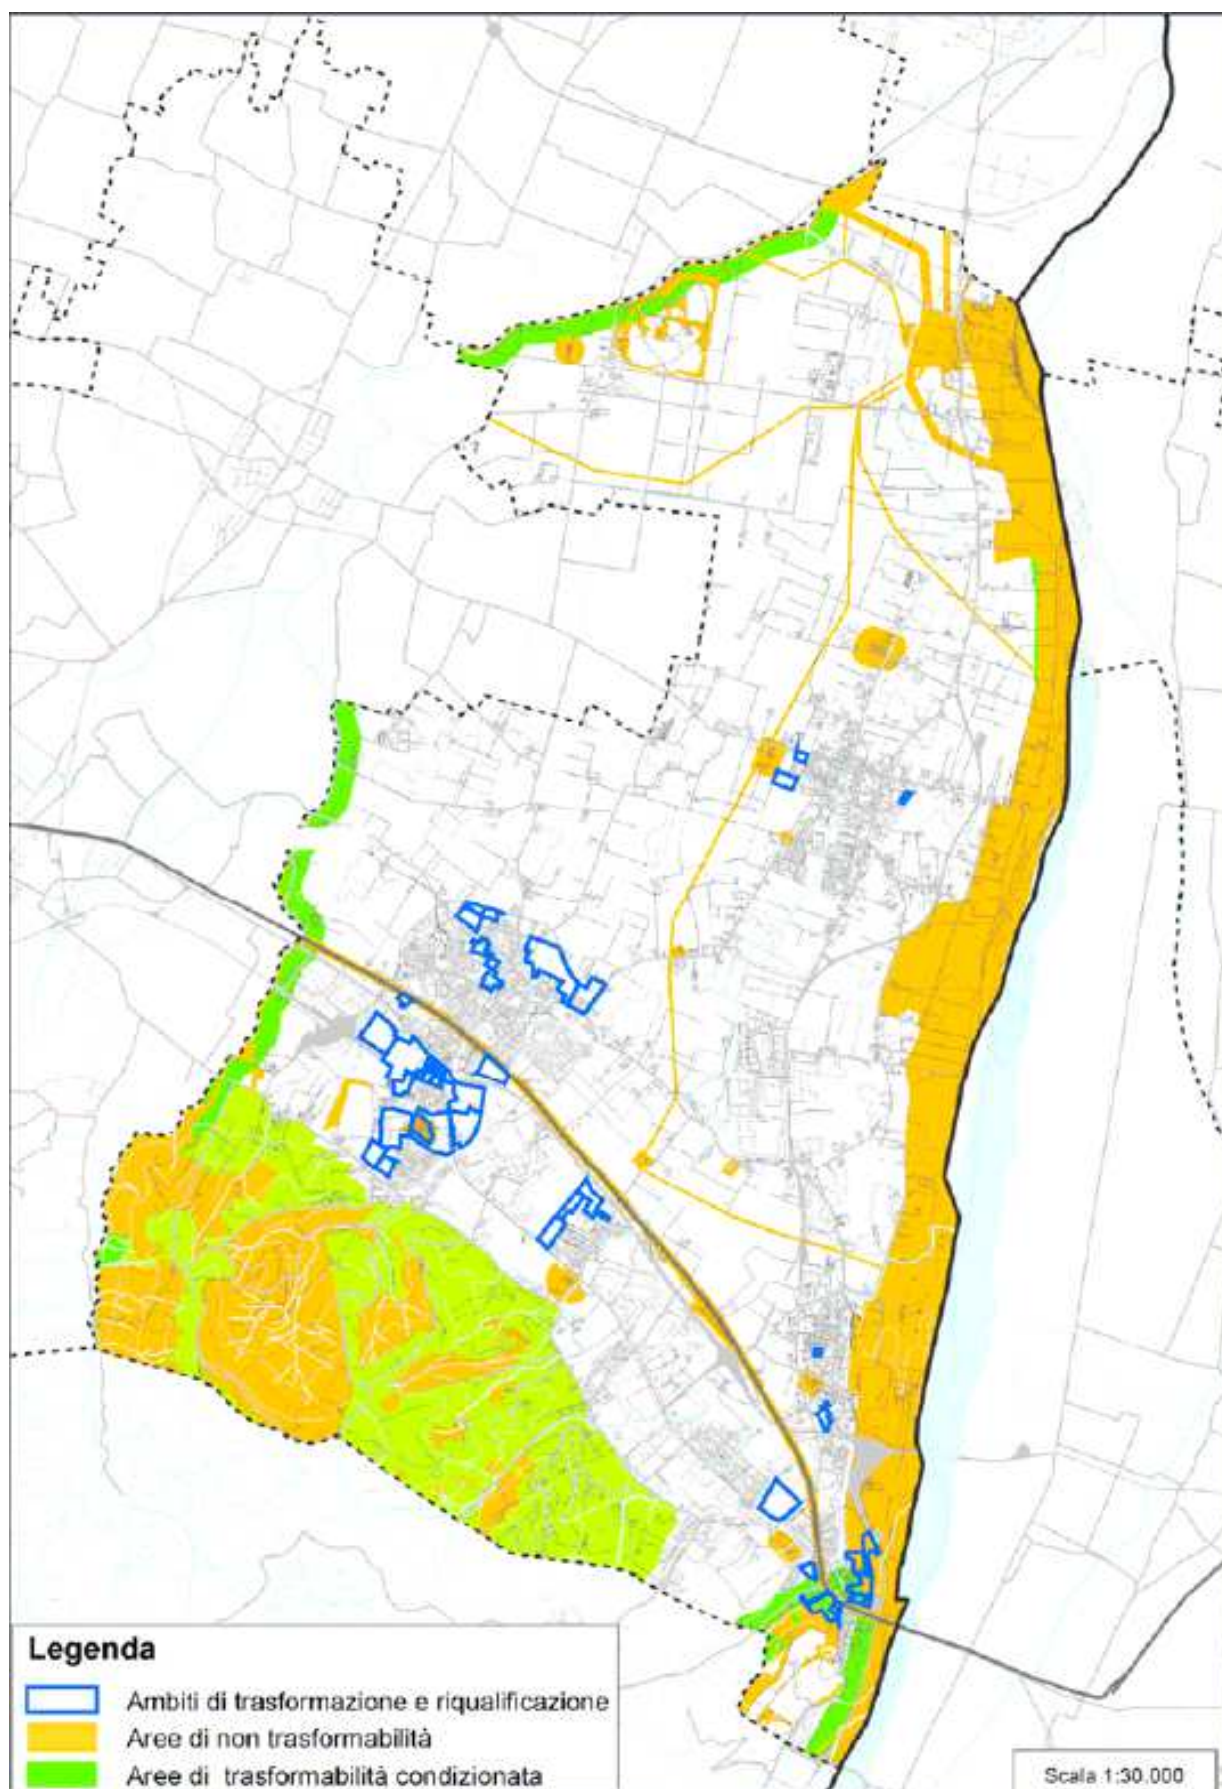 Legenda
Ambiti di trasformazione e riqualificazione
Aree di non trasformabilità
Aree di trasformabilità condizionata
Scala 1:30.000